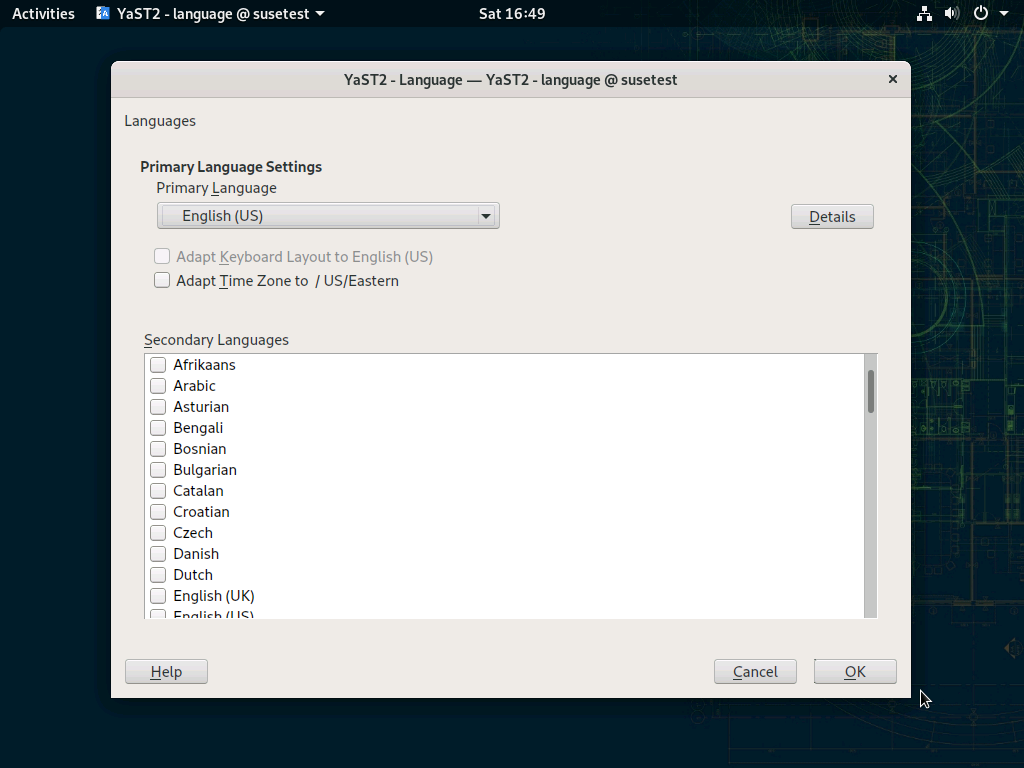 Activities YaST2 - language @ susetest Sat 16:49
YaST2 - Language — YaST2 - language @ susetest
Languages
Primary Language Settings
Primary Language
English (US)
Details
Adapt Keyboard Layout to English (US)
Adapt Time Zone to / US/Eastern
Secondary Languages
Afrikaans
Arabic
Asturian
Bengali
Bosnian
Bulgarian
Catalan
Croatian
Czech
Danish
Dutch
English (UK)
English (US)
Help Cancel OK